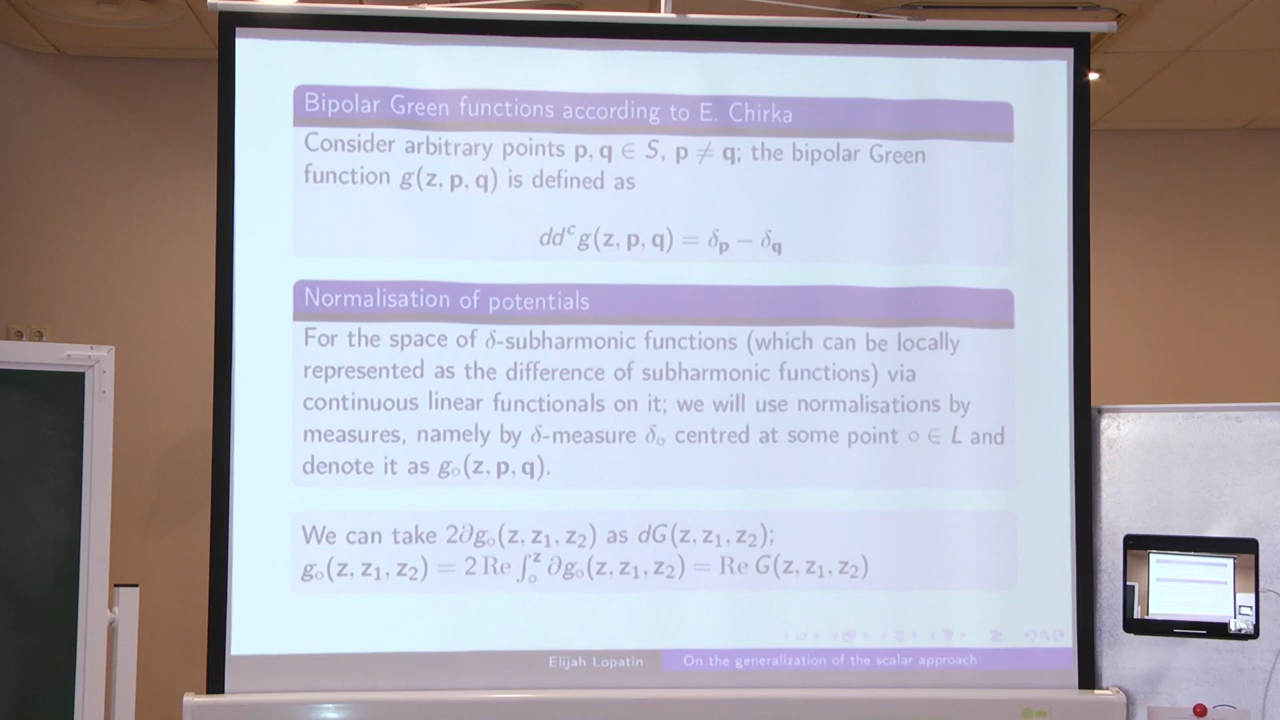 Bipolar Green functions according to E. Chirka
Consider arbitrary points p, q ∈ S, p ≠ q; the bipolar Green
function g(z, p, q) is defined as
dd^c g(z, p, q) = δ_p − δ_q
Normalisation of potentials
For the space of δ-subharmonic functions (which can be locally
represented as the difference of subharmonic functions) via
continuous linear functionals on it; we will use normalisations by
measures, namely by δ-measure δ_∘ centred at some point ∘ ∈ L and
denote it as g_∘(z, p, q).
We can take 2∂g_∘(z, z_1, z_2) as dG(z, z_1, z_2);
g_∘(z, z_1, z_2) = 2 Re ∫_∘^z ∂g_∘(z, z_1, z_2) = Re G(z, z_1, z_2)
Elijah Lopatin
On the generalization of the scalar approach